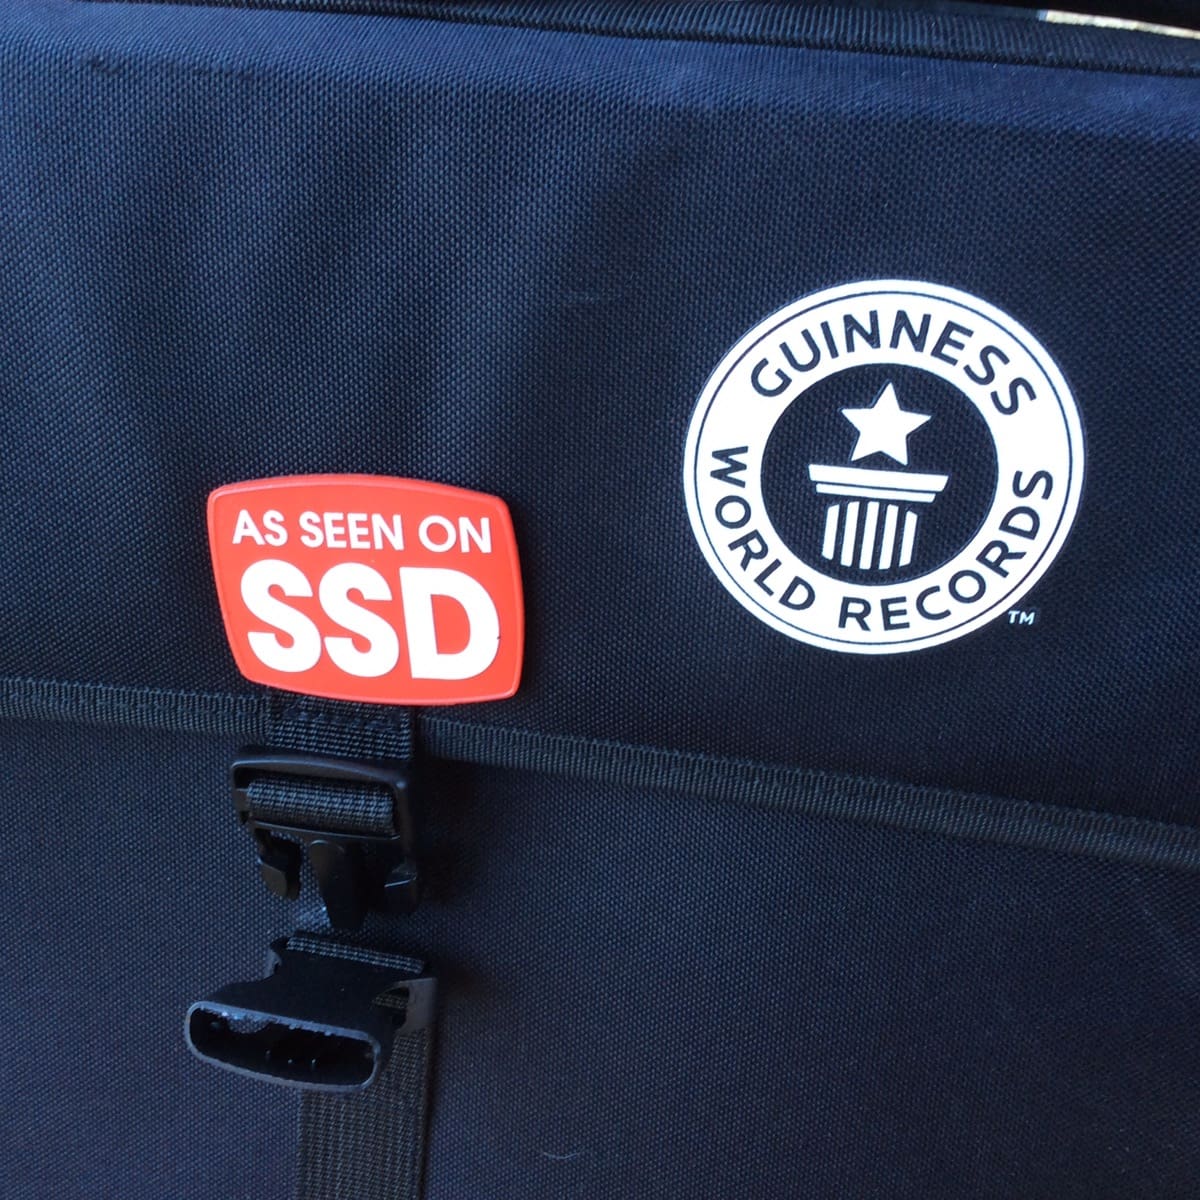 AS SEEN ON
SSD
GUINNESS
WORLD RECORDS
TM